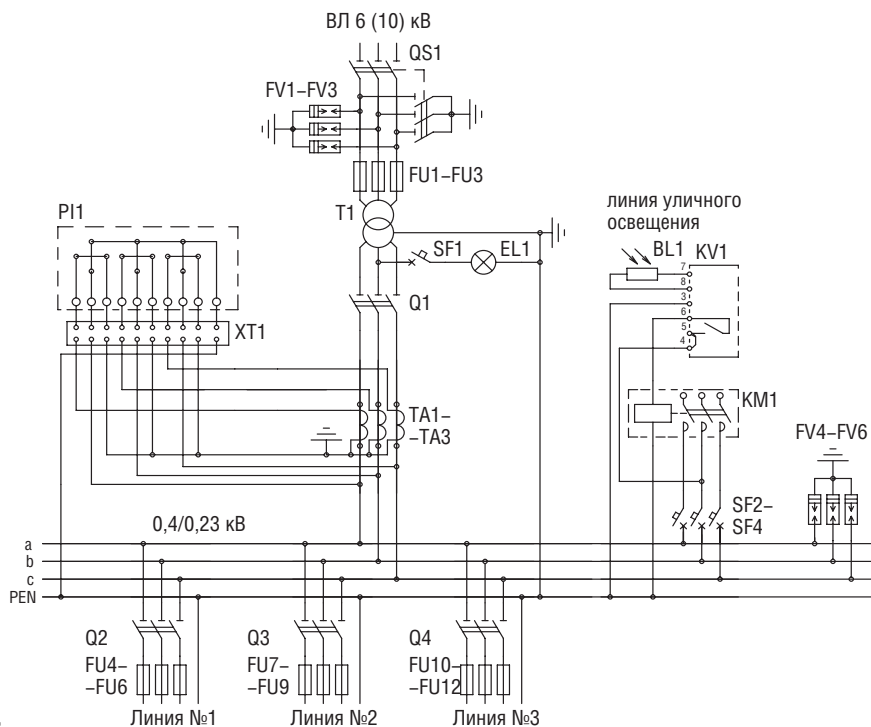 ВЛ 6 (10) кВ
QS1
FV1–FV3
FU1–FU3
T1
SF1
EL1
PI1
XT1
Q1
TA1–
–TA3
линия уличного
освещения
BL1
KV1
7
8
3
6
5
4
KM1
FV4–FV6
SF2–
SF4
0,4/0,23 кВ
a
b
c
PEN
Q2
FU4–
–FU6
Q3
FU7–
–FU9
Q4
FU10–
–FU12
Линия №1
Линия №2
Линия №3